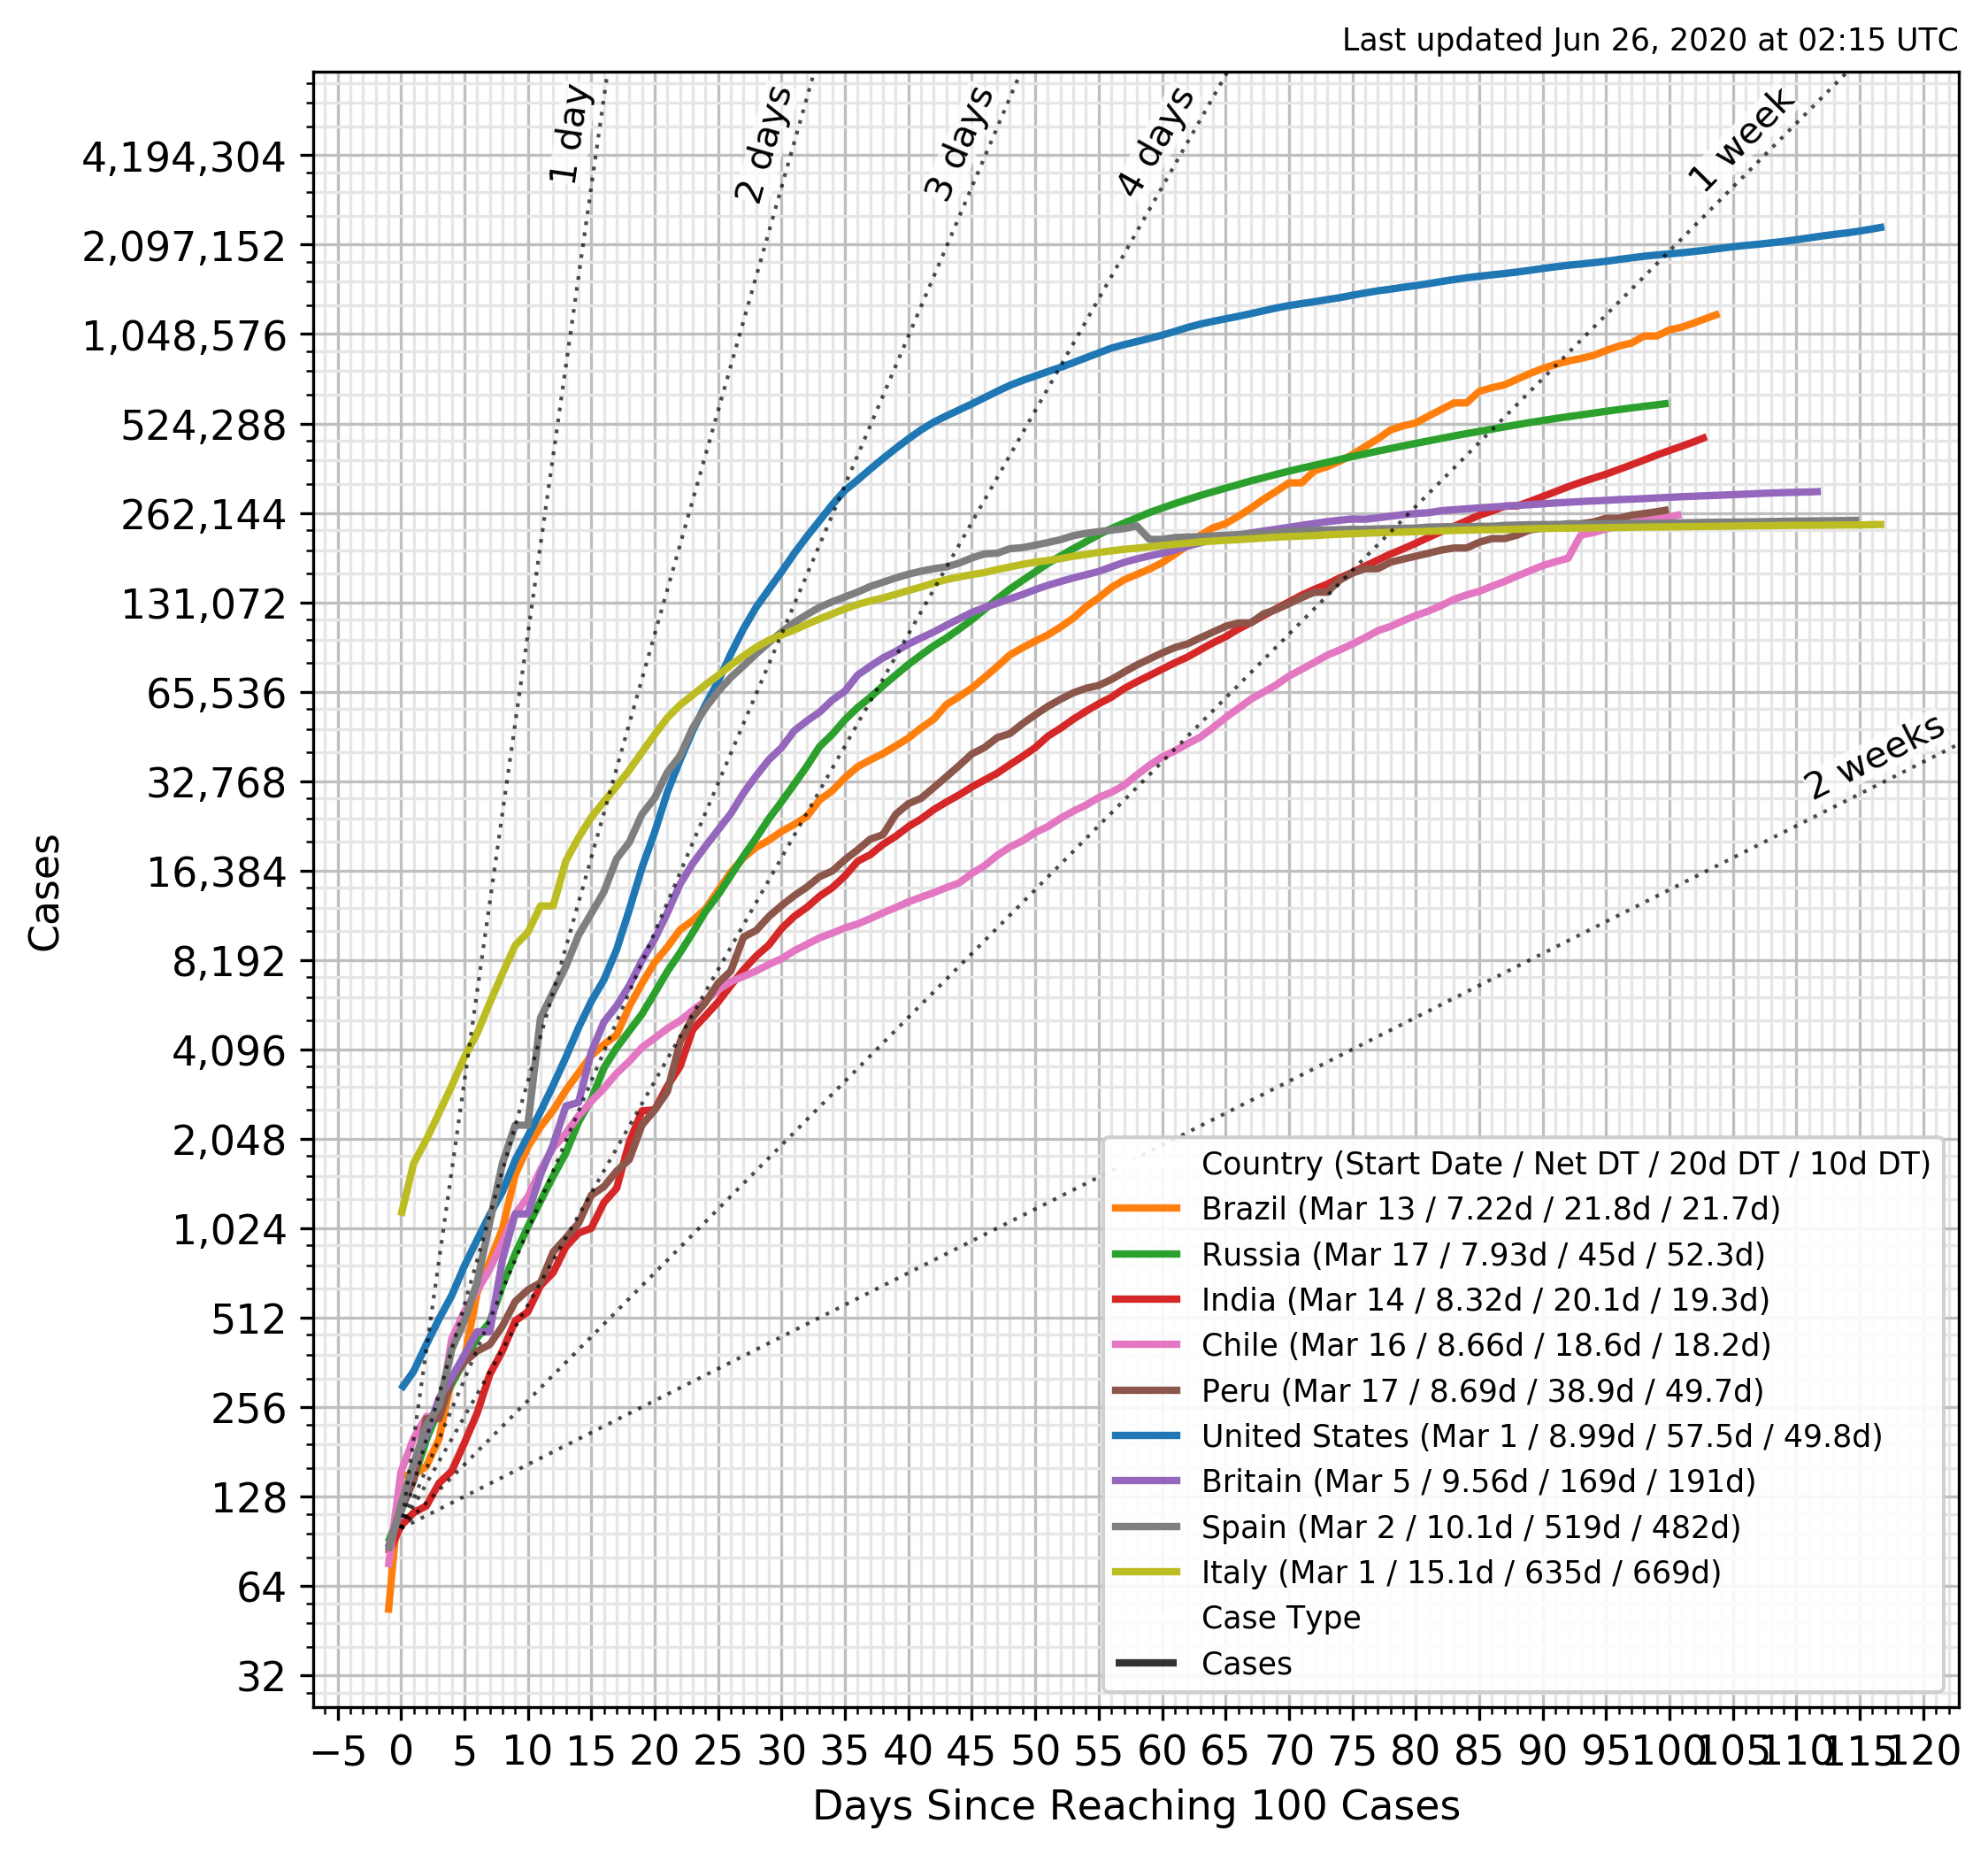 Last updated Jun 26, 2020 at 02:15 UTC
1 day
2 days
3 days
4 days
1 week
2 weeks
4,194,304
2,097,152
1,048,576
524,288
262,144
131,072
65,536
32,768
16,384
8,192
4,096
2,048
1,024
512
256
128
64
32
Cases
Country (Start Date / Net DT / 20d DT / 10d DT)
Brazil (Mar 13 / 7.22d / 21.8d / 21.7d)
Russia (Mar 17 / 7.93d / 45d / 52.3d)
India (Mar 14 / 8.32d / 20.1d / 19.3d)
Chile (Mar 16 / 8.66d / 18.6d / 18.2d)
Peru (Mar 17 / 8.69d / 38.9d / 49.7d)
United States (Mar 1 / 8.99d / 57.5d / 49.8d)
Britain (Mar 5 / 9.56d / 169d / 191d)
Spain (Mar 2 / 10.1d / 519d / 482d)
Italy (Mar 1 / 15.1d / 635d / 669d)
Case Type
Cases
−5 0 5 10 15 20 25 30 35 40 45 50 55 60 65 70 75 80 85 90 95 100 105 110 115 120
Days Since Reaching 100 Cases